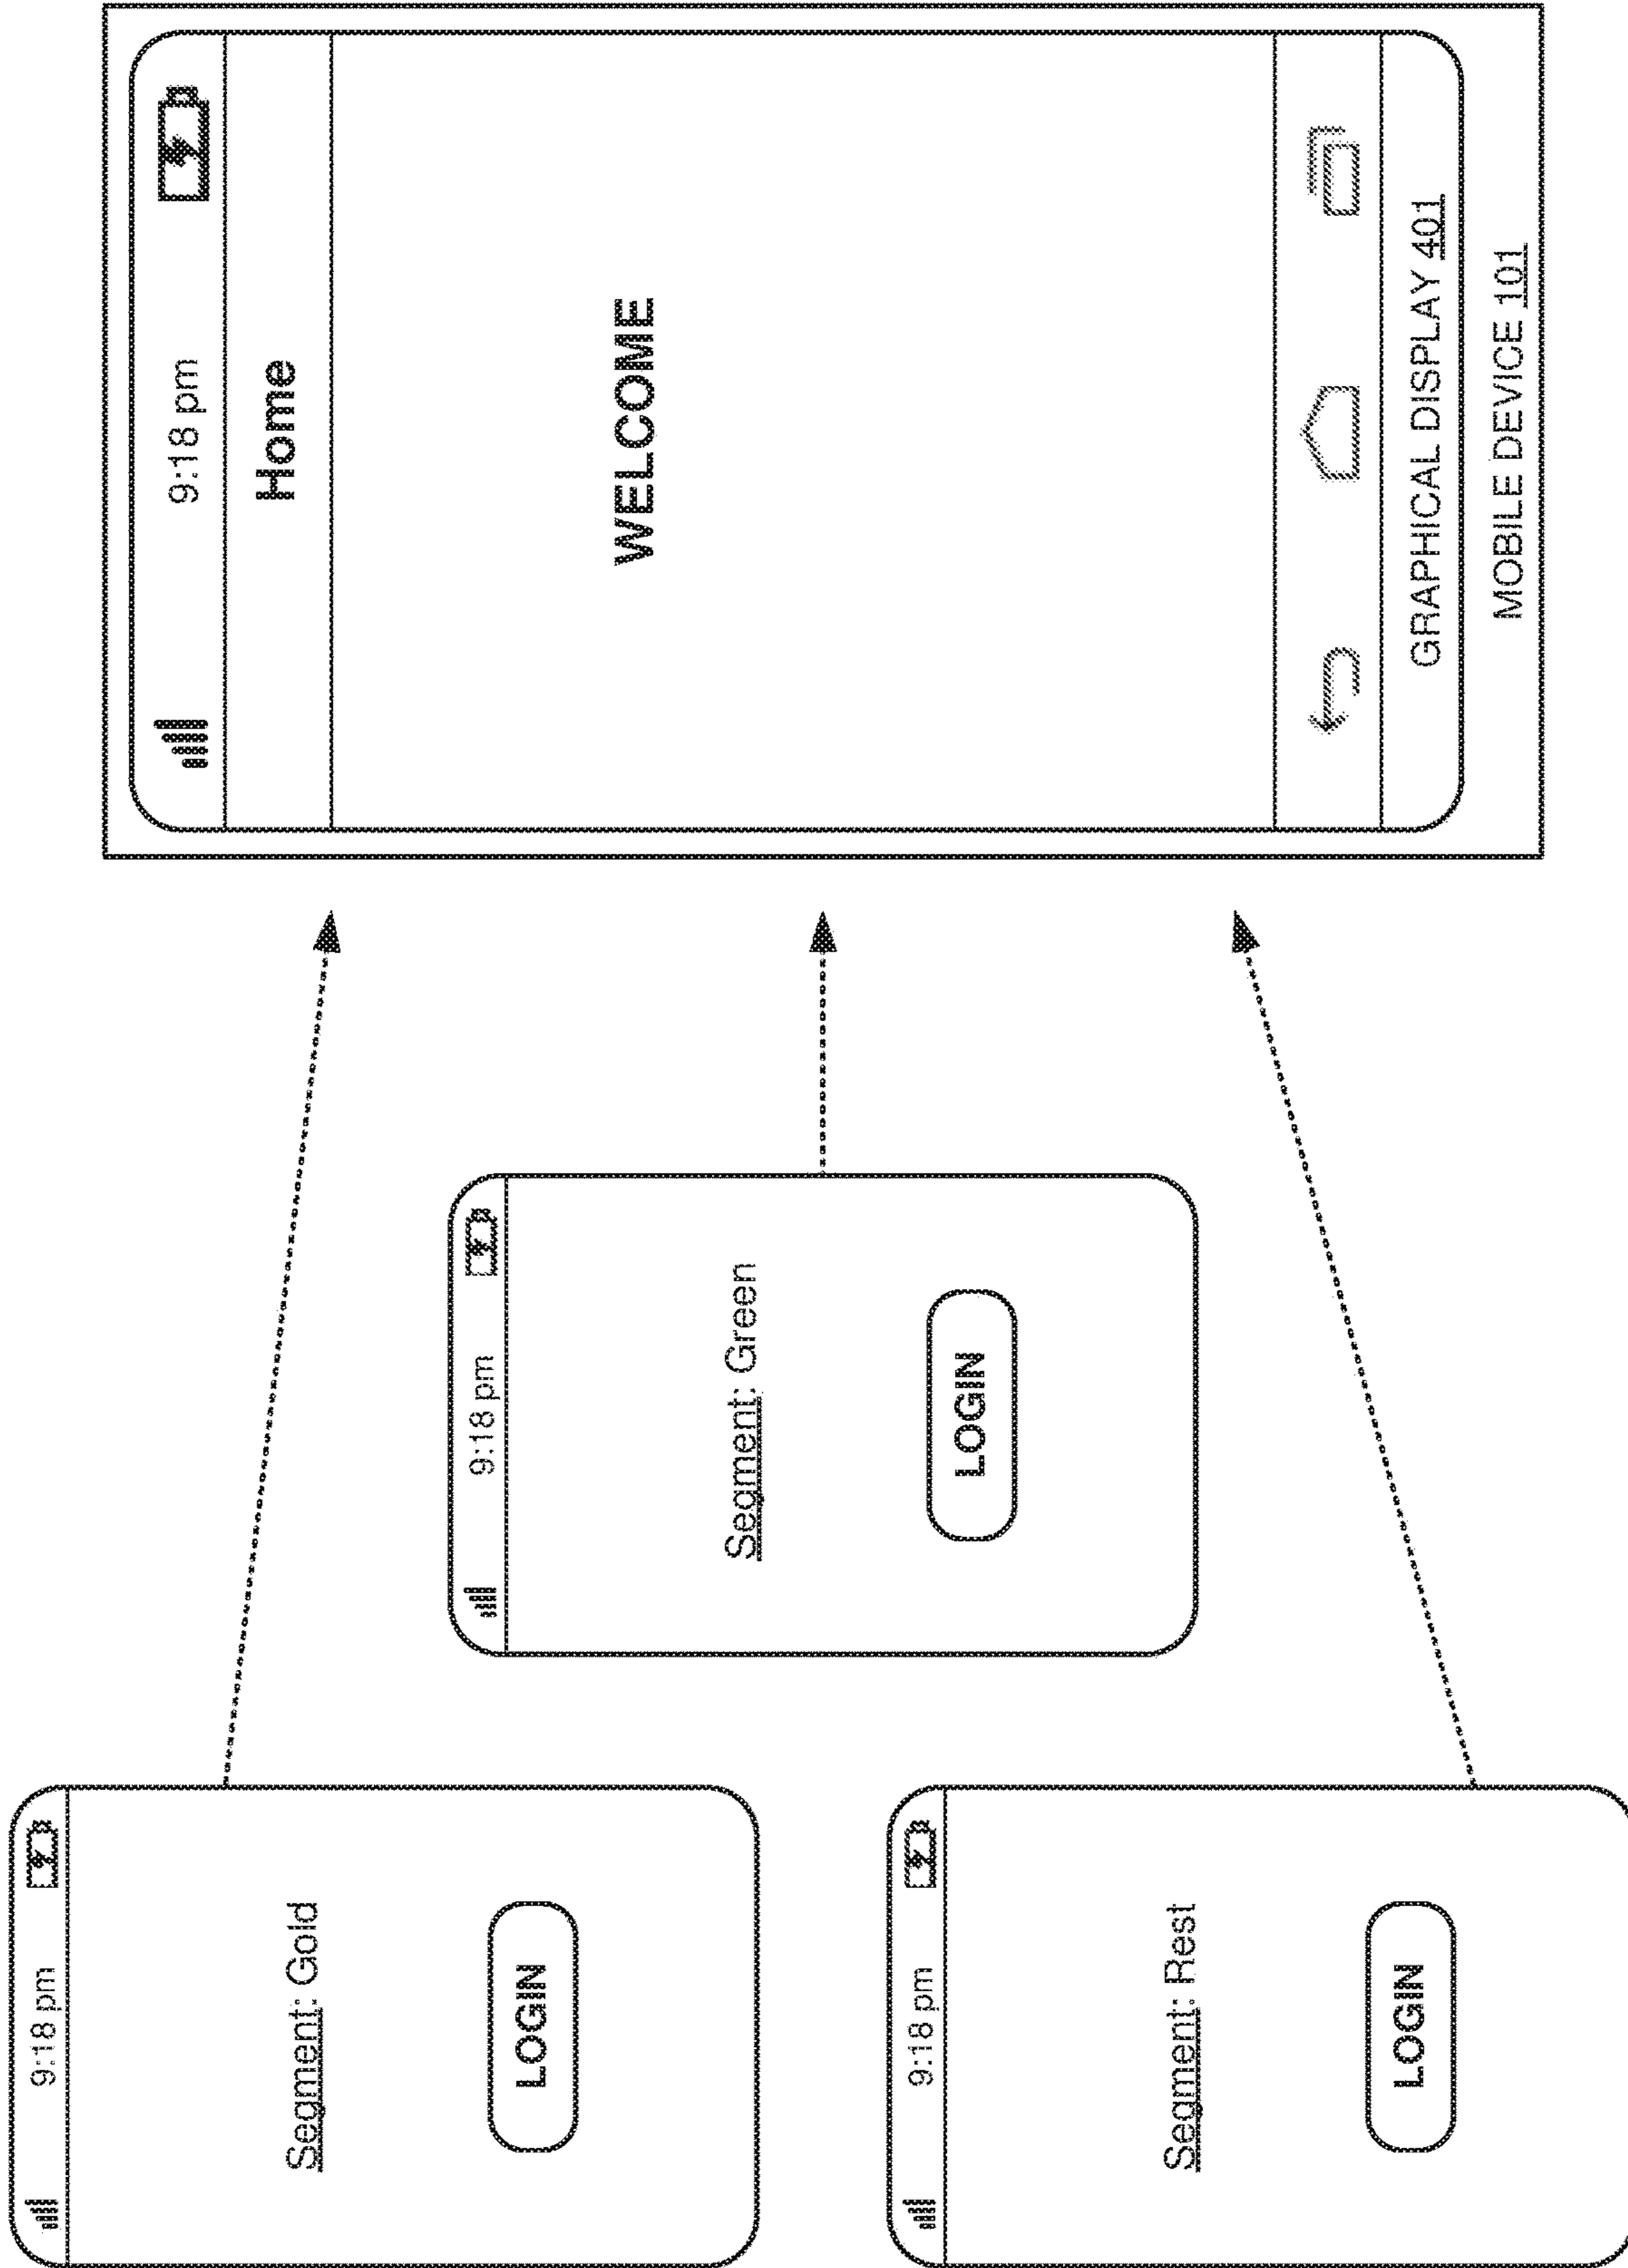 9:18 pm
Segment: Gold
LOGIN
9:18 pm
Segment: Green
LOGIN
9:18 pm
Segment: Rest
LOGIN
9:18 pm
Home
WELCOME
GRAPHICAL DISPLAY 401
MOBILE DEVICE 101